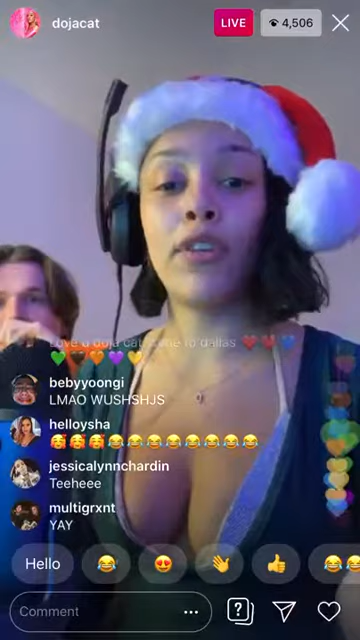 dojacat
LIVE
4,506
Love u doja cat come to dallas
bebyyoongi
LMAO WUSHSHJS
helloysha
🥰🥰🥰😂😂😂😂😂😂😂😂
jessicalynnchardin
Teeheee
multigrxnt
YAY
Hello
Comment